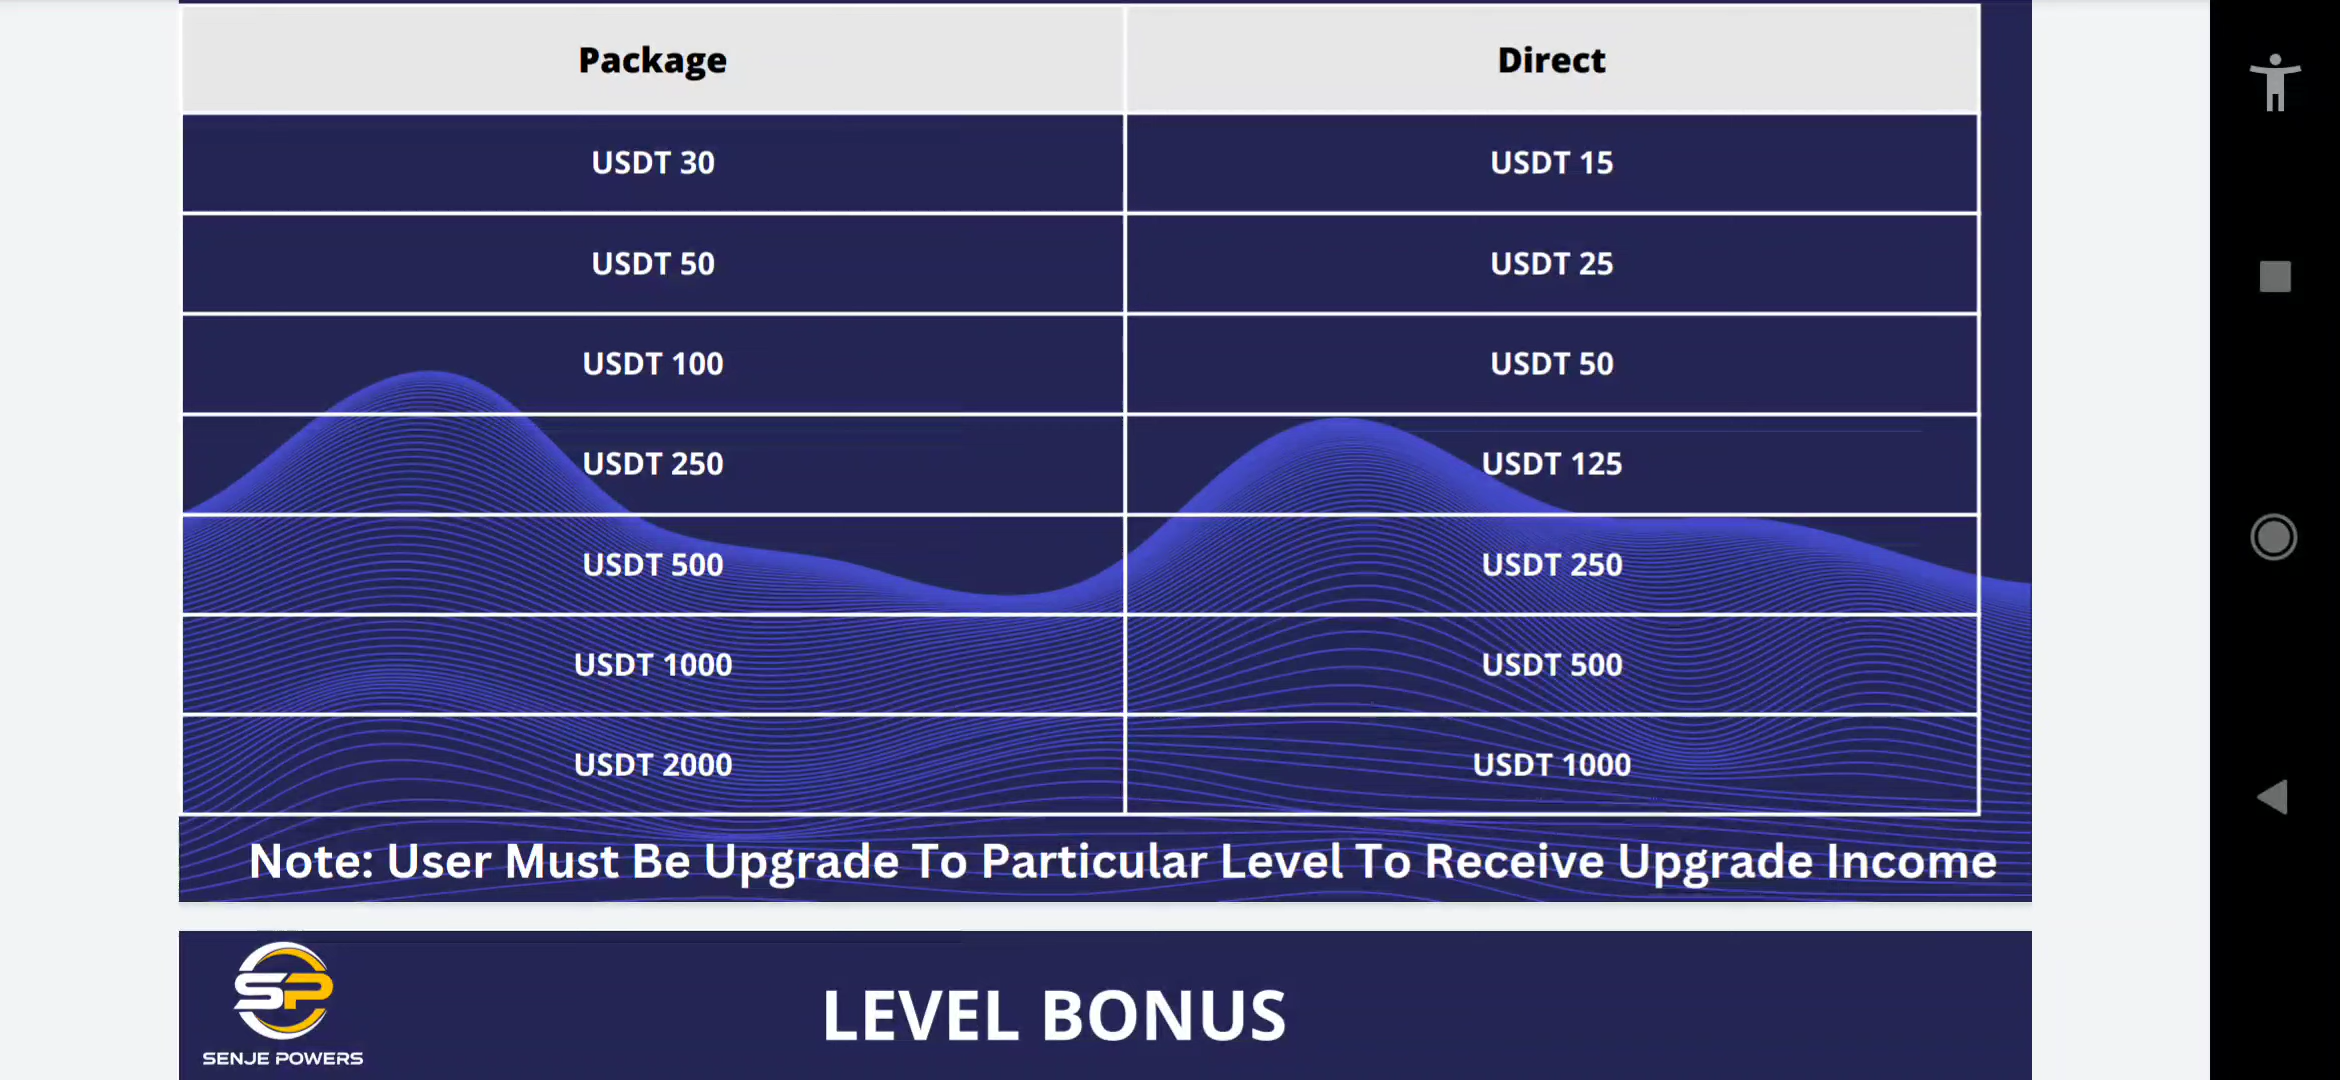 Package Direct
USDT 30 USDT 15
USDT 50 USDT 25
USDT 100 USDT 50
USDT 250 USDT 125
USDT 500 USDT 250
USDT 1000 USDT 500
USDT 2000 USDT 1000
Note: User Must Be Upgrade To Particular Level To Receive Upgrade Income
SP
SENJE POWERS
LEVEL BONUS